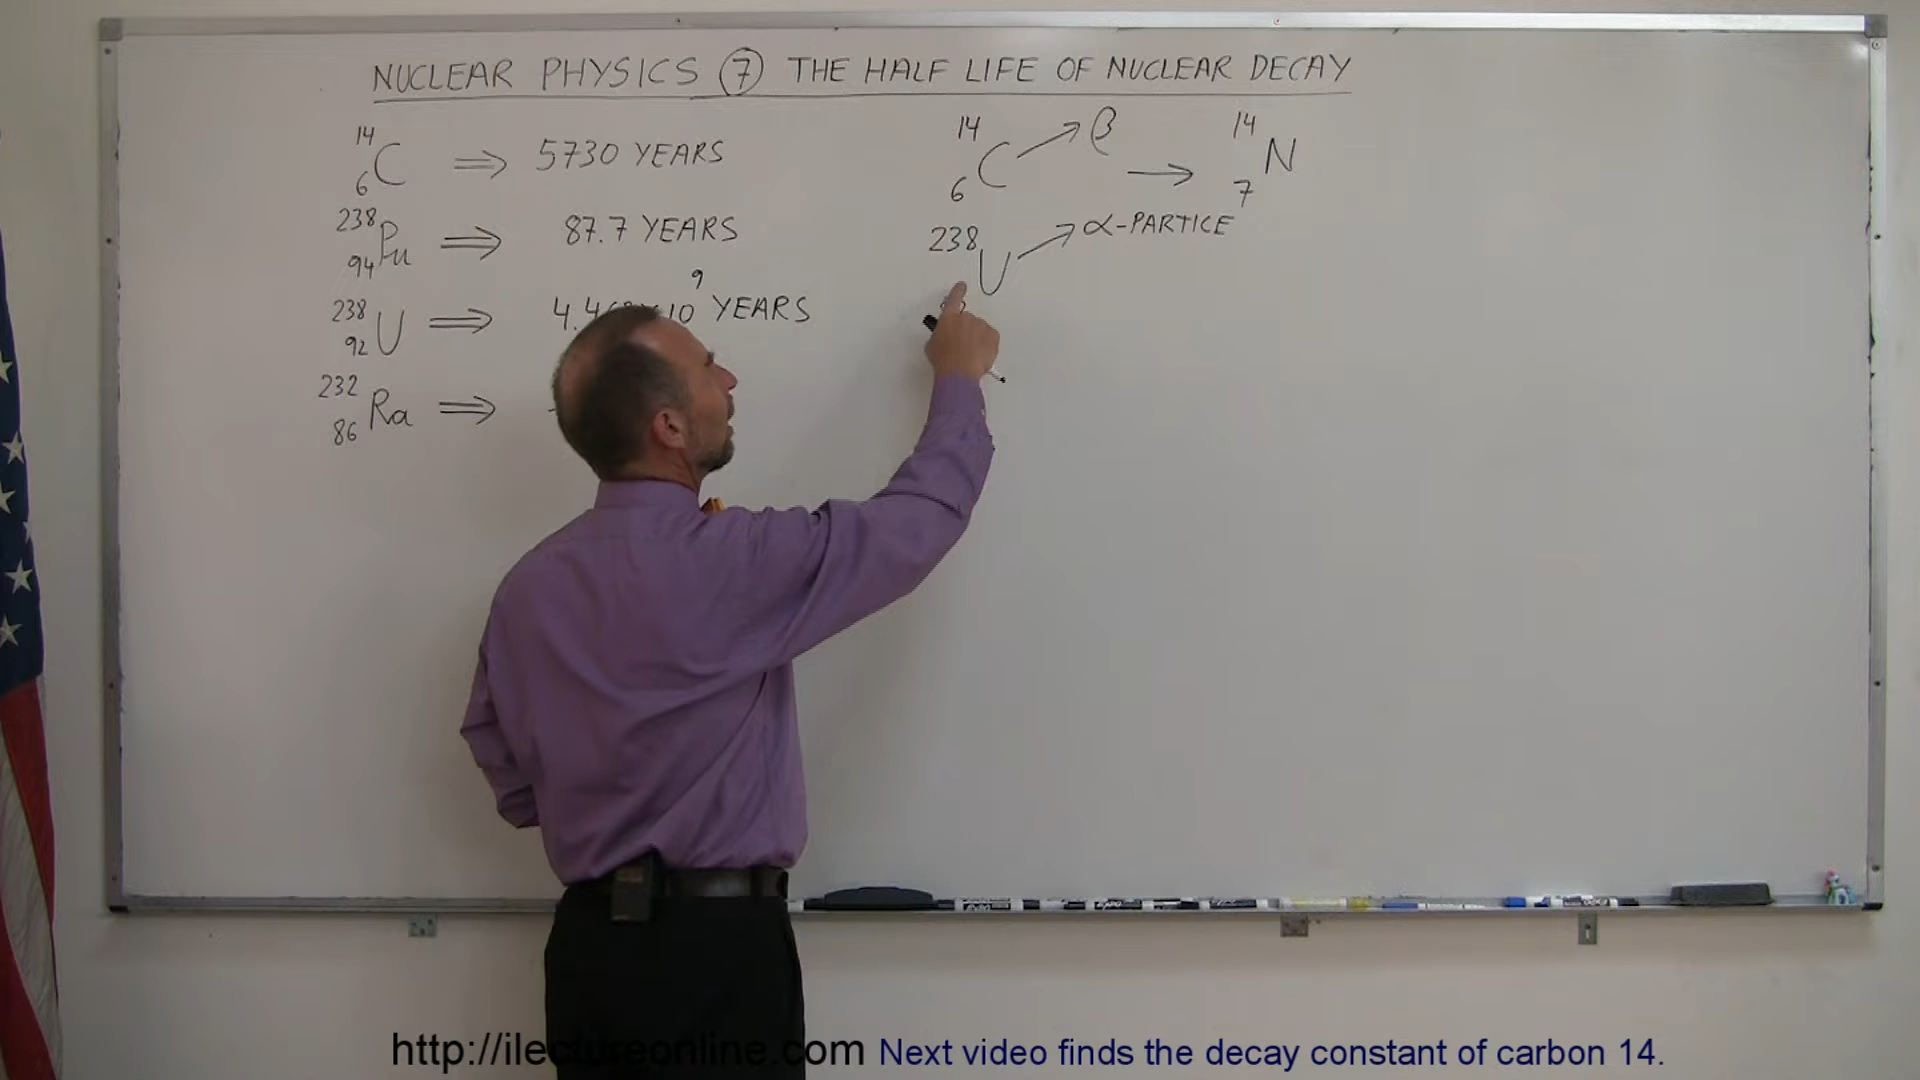 NUCLEAR PHYSICS 7 THE HALF LIFE OF NUCLEAR DECAY
14 6 C ⇒ 5730 YEARS
238 94 Pu ⇒ 87.7 YEARS
238 92 U ⇒ 10 9 YEARS
232 86 Ra ⇒
14 6 C → β → 14 7 N
238 U → α-PARTICE
http://ilectureonline.com Next video finds the decay constant of carbon 14.